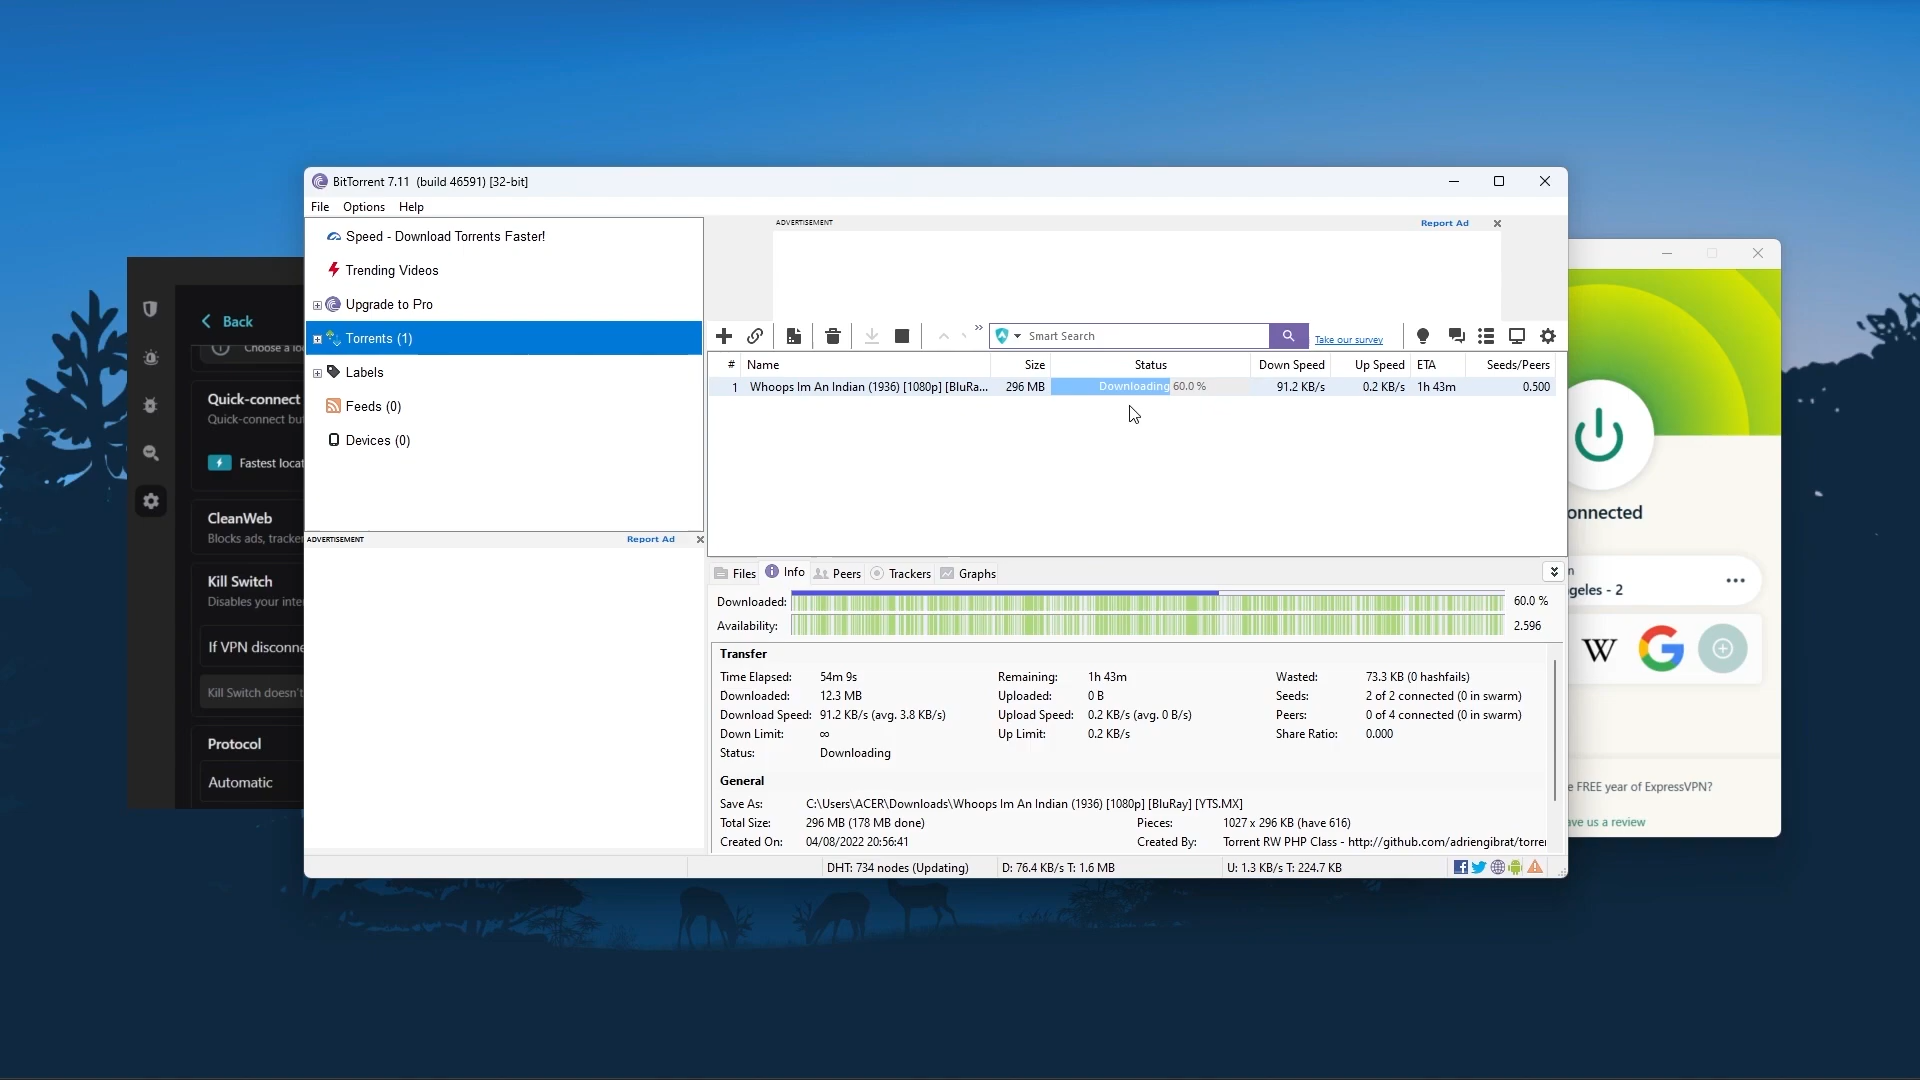 BitTorrent 7.11 (build 46591) [32-bit]
File Options Help
Speed - Download Torrents Faster!
Trending Videos
Upgrade to Pro
Torrents (1)
Labels
Feeds (0)
Devices (0)
ADVERTISEMENT Report Ad
ADVERTISEMENT Report Ad
Smart Search
Take our survey
# Name Size Status Down Speed Up Speed ETA Seeds/Peers
1 Whoops Im An Indian (1936) [1080p] [BluRa... 296 MB Downloading 60.0 % 91.2 KB/s 0.2 KB/s 1h 43m 0.500
Files Info Peers Trackers Graphs
Downloaded: 60.0 %
Availability: 2.596
Transfer
Time Elapsed: 54m 9s Remaining: 1h 43m Wasted: 73.3 KB (0 hashfails)
Downloaded: 12.3 MB Uploaded: 0 B Seeds: 2 of 2 connected (0 in swarm)
Download Speed: 91.2 KB/s (avg. 3.8 KB/s) Upload Speed: 0.2 KB/s (avg. 0 B/s) Peers: 0 of 4 connected (0 in swarm)
Down Limit: ∞ Up Limit: 0.2 KB/s Share Ratio: 0.000
Status: Downloading
General
Save As: C:\Users\ACER\Downloads\Whoops Im An Indian (1936) [1080p] [BluRay] [YTS.MX]
Total Size: 296 MB (178 MB done) Pieces: 1027 x 296 KB (have 616)
Created On: 04/08/2022 20:56:41 Created By: Torrent RW PHP Class - http://github.com/adriengibrat/torre
DHT: 734 nodes (Updating) D: 76.4 KB/s T: 1.6 MB U: 1.3 KB/s T: 224.7 KB
Back
Choose a lo
Quick-connect
Quick-connect bu
Fastest locat
CleanWeb
Blocks ads, tracke
Kill Switch
Disables your inte
If VPN disconne
Kill Switch doesn't
Protocol
Automatic
onnected
n
geles - 2
W G
e FREE year of ExpressVPN?
ave us a review